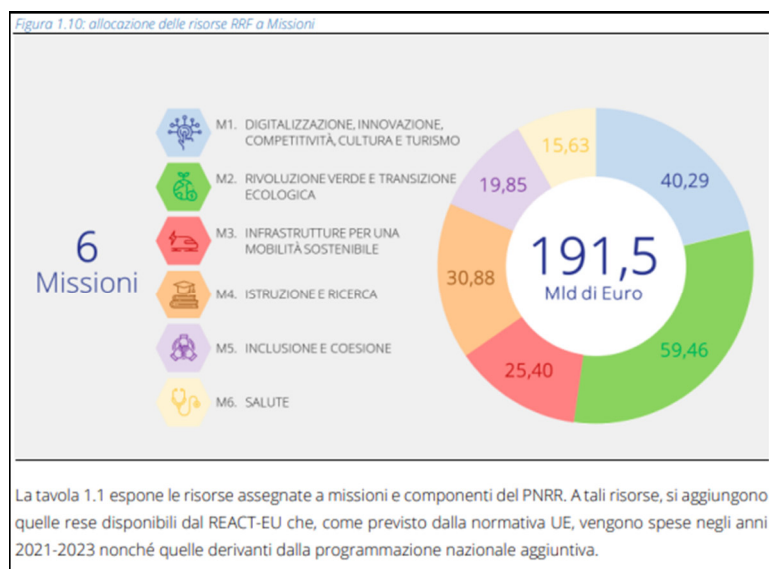 Figura 1.10: allocazione delle risorse RRF a Missioni
6
Missioni
M1. DIGITALIZZAZIONE, INNOVAZIONE,
COMPETITIVITÀ, CULTURA E TURISMO
M2. RIVOLUZIONE VERDE E TRANSIZIONE
ECOLOGICA
M3. INFRASTRUTTURE PER UNA
MOBILITÀ SOSTENIBILE
M4. ISTRUZIONE E RICERCA
M5. INCLUSIONE E COESIONE
M6. SALUTE
15,63
40,29
19,85
191,5
Mld di Euro
30,88
59,46
25,40
La tavola 1.1 espone le risorse assegnate a missioni e componenti del PNRR. A tali risorse, si aggiungono
quelle rese disponibili dal REACT-EU che, come previsto dalla normativa UE, vengono spese negli anni
2021-2023 nonché quelle derivanti dalla programmazione nazionale aggiuntiva.